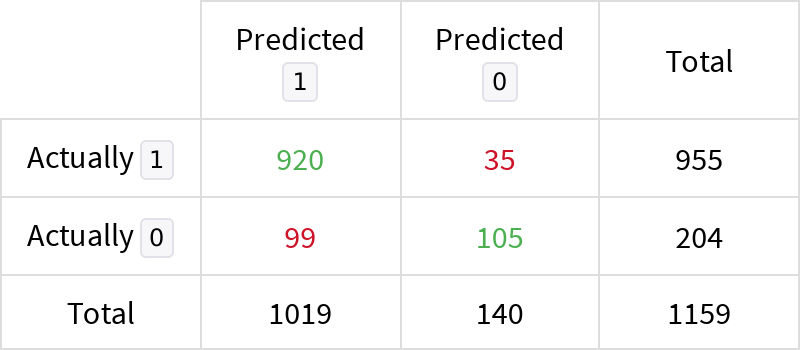 Predicted 1 Predicted 0 Total
Actually 1 920 35 955
Actually 0 99 105 204
Total 1019 140 1159